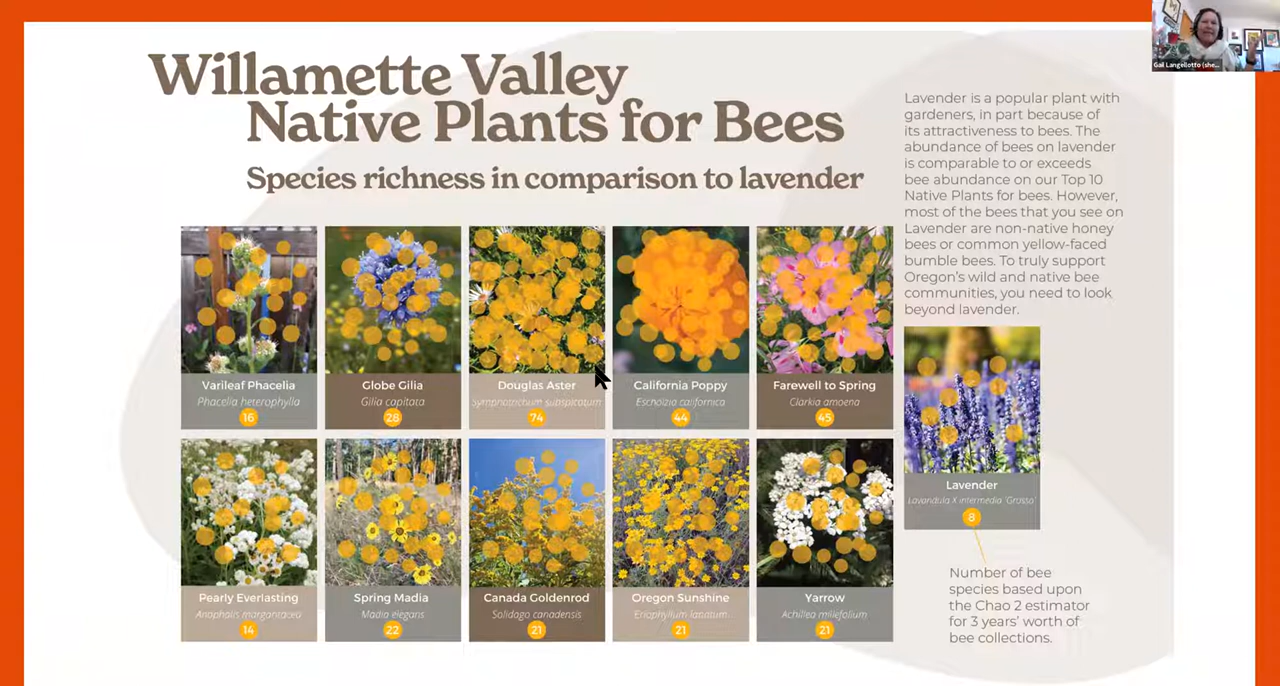 Willamette Valley
Native Plants for Bees
Species richness in comparison to lavender
Gail Langellotto (she...
Lavender is a popular plant with
gardeners, in part because of
its attractiveness to bees. The
abundance of bees on lavender
is comparable to or exceeds
bee abundance on our Top 10
Native Plants for bees. However,
most of the bees that you see on
Lavender are non-native honey
bees or common yellow-faced
bumble bees. To truly support
Oregon's wild and native bee
communities, you need to look
beyond lavender.
Varileaf Phacelia
Phacelia heterophylla
16
Globe Gilia
Gilia capitata
28
Douglas Aster
Symphotrichum subspicatum
74
California Poppy
Escholzia californica
44
Farewell to Spring
Clarkia amoena
45
Lavender
Lavandula X intermedia 'Grosso'
8
Pearly Everlasting
Anaphalis margaritacea
14
Spring Madia
Madia elegans
22
Canada Goldenrod
Solidago canadensis
21
Oregon Sunshine
Eriophyllum lanatum
21
Yarrow
Achillea millefolium
21
Number of bee
species based upon
the Chao 2 estimator
for 3 years' worth of
bee collections.